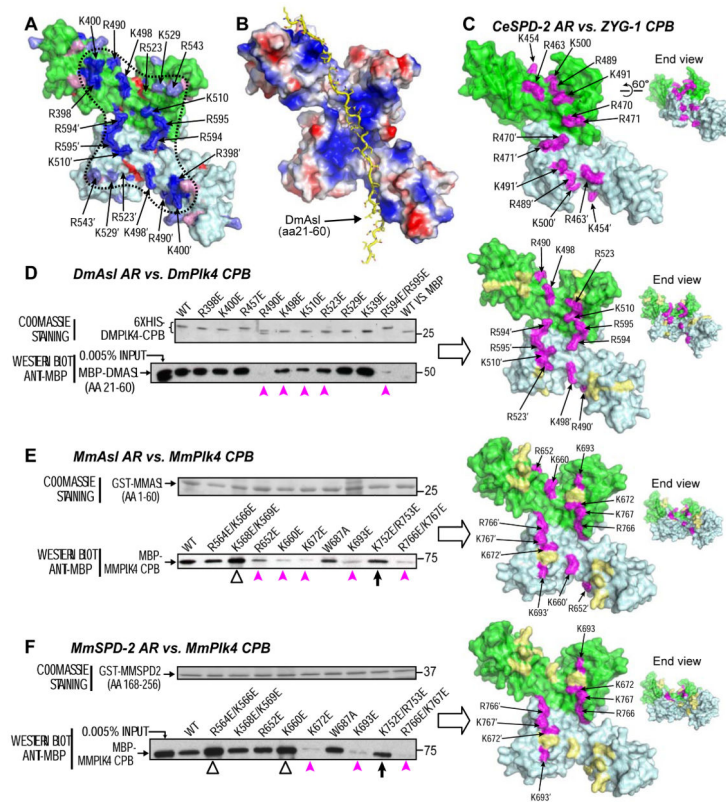 A
K400
R490
K498
K529
R523
R543
K510
R398
R594'
R595
R595'
R594
K510'
R398'
R543'
R523'
K529'
K498'
R490'
K400'
B
DmAsl
(aa21-60)
C CeSPD-2 AR vs. ZYG-1 CPB
K454
R463
K500
R489
K491
R470
R471
R470'
R471'
K491'
R489'
K500'
R463'
K454'
60°
End view
D DmAsl AR vs. DmPlk4 CPB
WT
R398E
K400E
R457E
R490E
K498E
K510E
R523E
R529E
K539E
R594E/R595E
WT VS. MBP
COOMASSIE
STAINING
6XHIS-
DMPLK4-CPB
25
0.005% INPUT
WESTERN BLOT
ANTI-MBP
MBP-DMASL
(AA 21-60)
50
R490
K498
R523
K510
R594'
R595
R595'
R594
K510'
R523'
K498'
R490'
End view
E MmAsl AR vs. MmPlk4 CPB
COOMASSIE
STAINING
GST-MMAS
(AA 1-60)
25
WT
R564E/K566E
K568E/K569E
R652E
K660E
K672E
W687A
K693E
K752E/R753E
R766E/K767E
WESTERN BLOT
ANTI-MBP
MBP-
MMPLK4 CPB
75
R652
K660
K693
K672
R766'
K767
K767'
R766
K672'
K693'
K660'
R652'
End view
F MmSPD-2 AR vs. MmPlk4 CPB
COOMASSIE
STAINING
GST-MMSPD2
(AA 168-256)
37
0.005% INPUT
WT
R564E/K566E
K568E/K569E
R652E
K660E
K672E
W687A
K693E
K752E/R753E
R766E/K767E
WESTERN BLOT
ANTI-MBP
MBP-
MMPLK4 CPB
75
K693
K672
R766'
K767
K767'
R766
K672'
K693'
End view